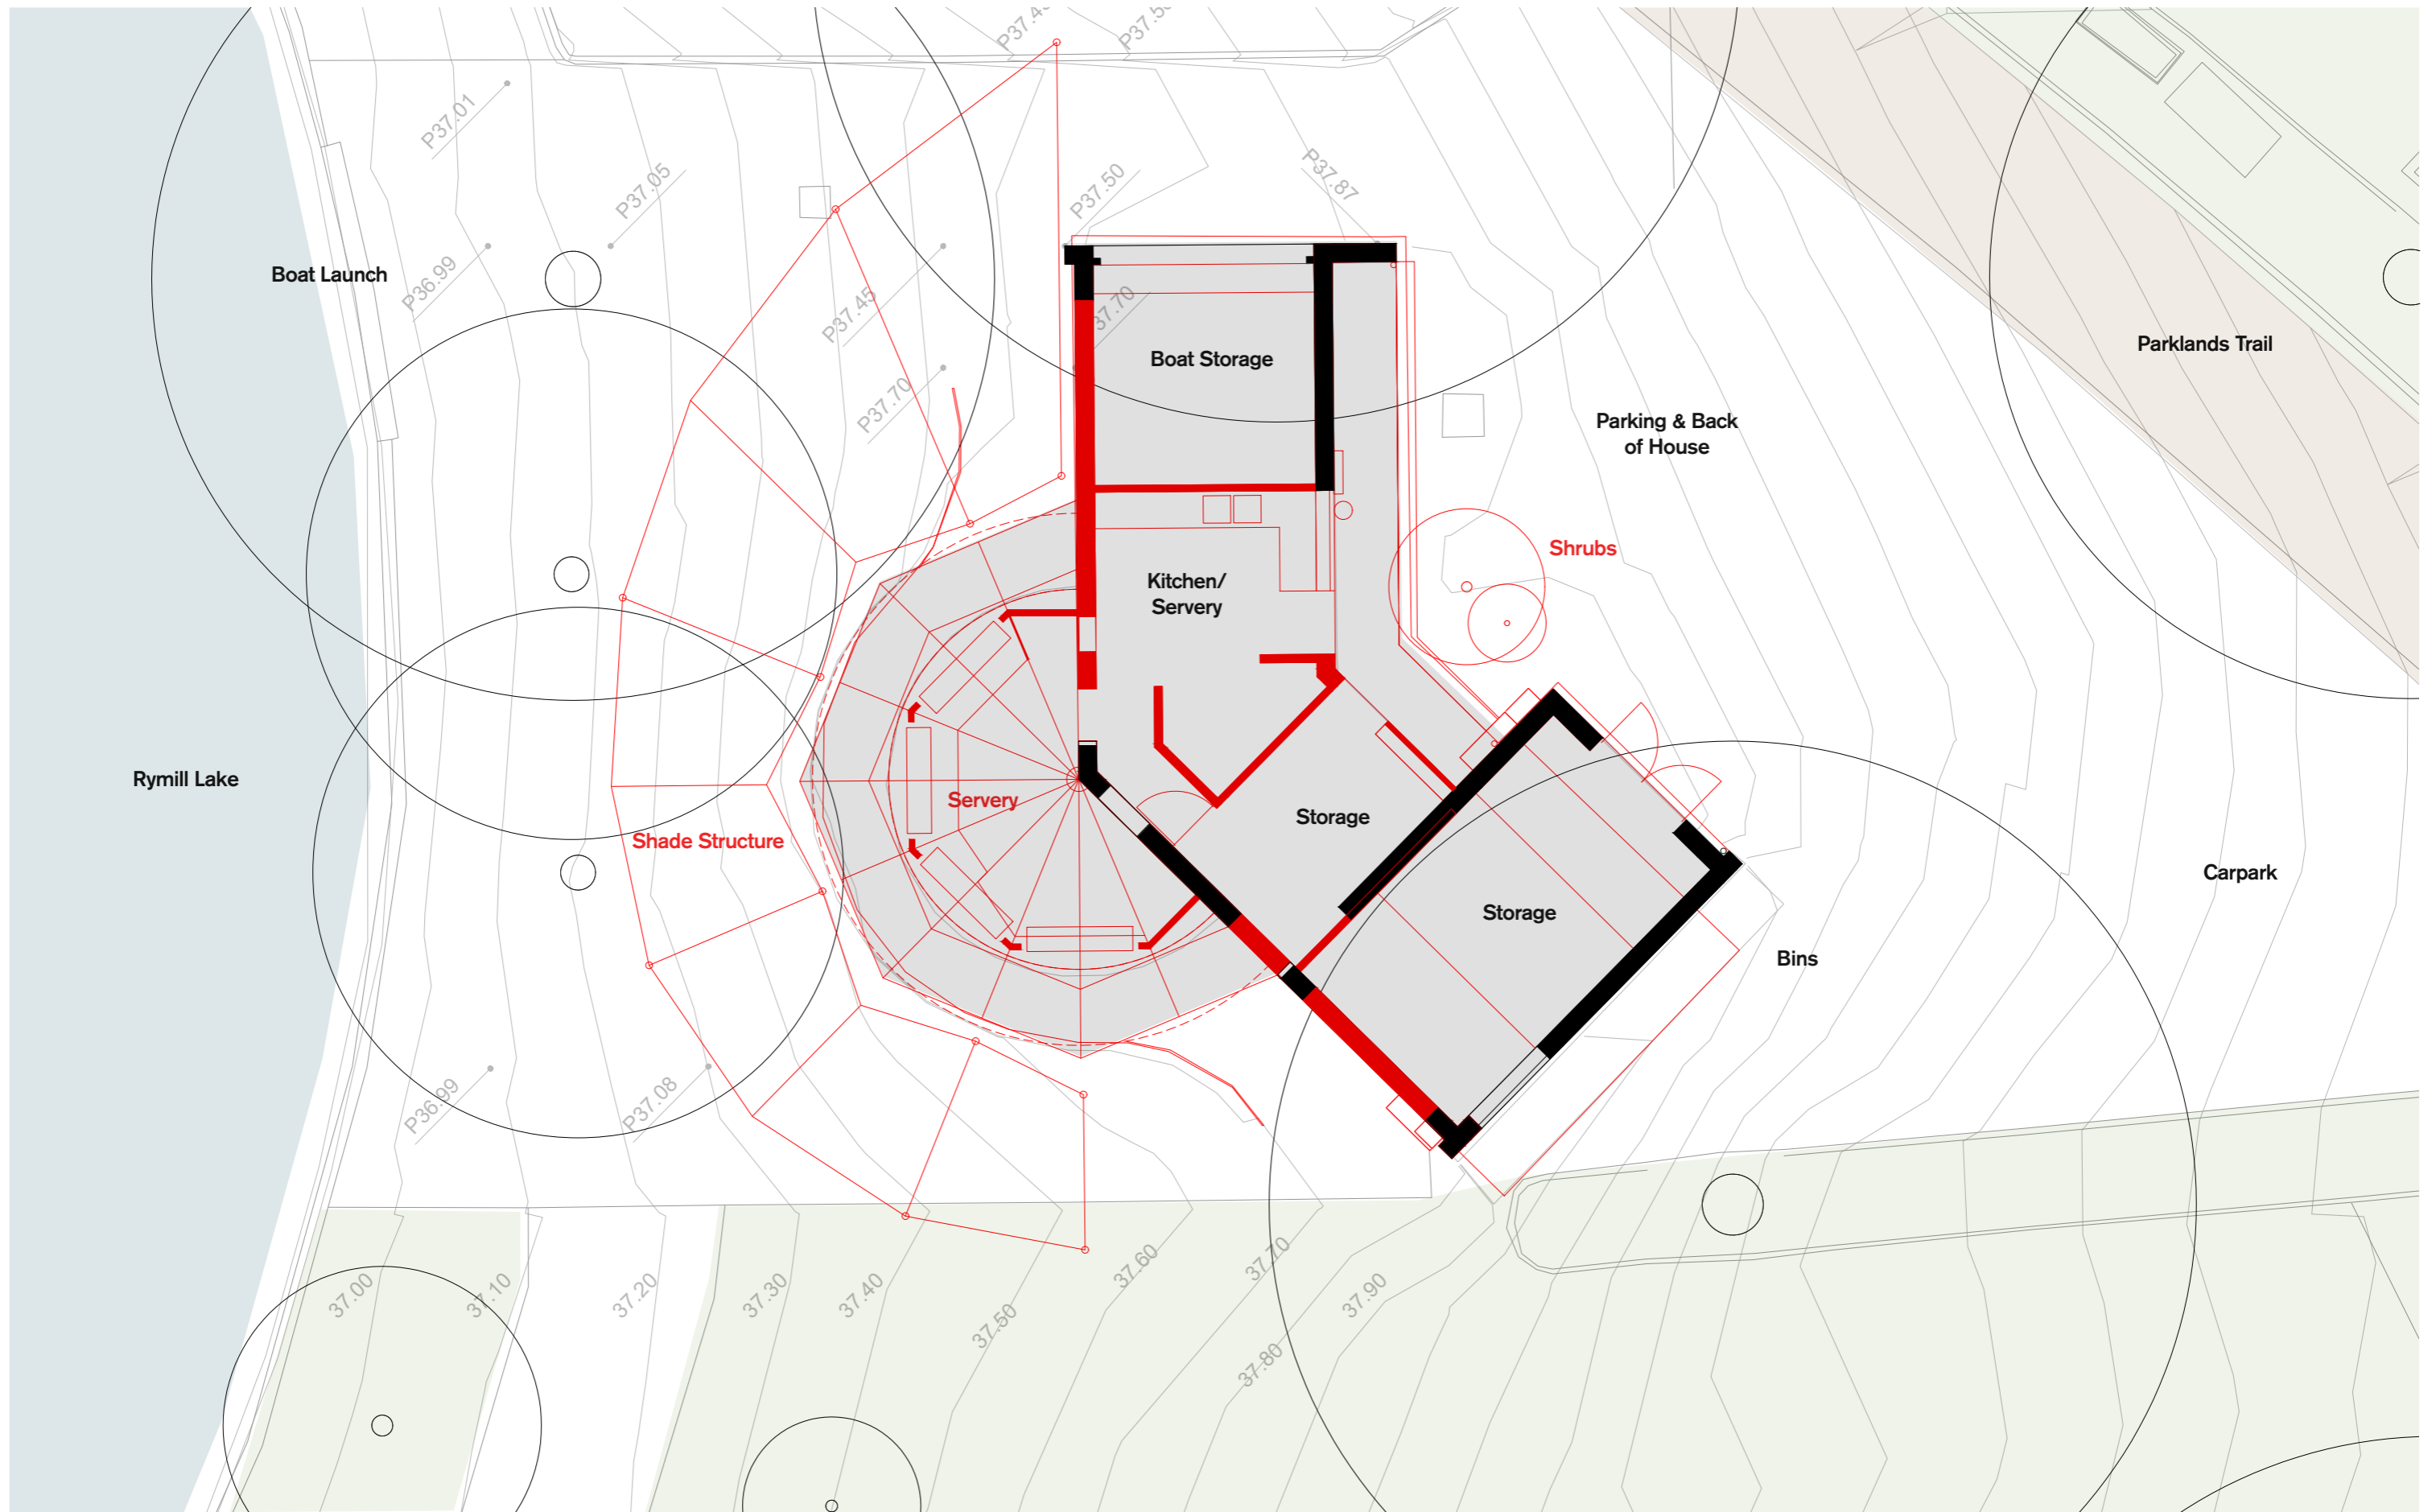 P37.01
P37.05
P37.50
P37.87
Boat Launch
P36.99
P37.45
37.70
Parklands Trail
Boat Storage
P37.70
Parking & Back
of House
Shrubs
Kitchen/
Servery
Rymill Lake
Servery
Storage
Shade Structure
Carpark
Storage
Bins
P36.99
P37.08
37.00
37.10
37.20
37.30
37.40
37.50
37.60
37.70
37.80
37.90